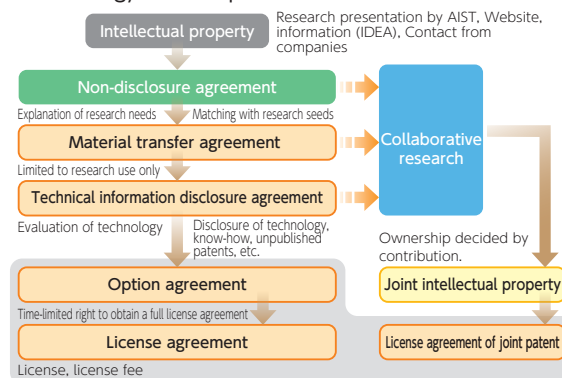 Intellectual property
Research presentation by AIST, Website,
information (IDEA), Contact from
companies
Non-disclosure agreement
Explanation of research needs
Matching with research seeds
Material transfer agreement
Collaborative
research
Limited to research use only
Technical information disclosure agreement
Evaluation of technology
Disclosure of technology,
know-how, unpublished
patents, etc.
Ownership decided by
contribution.
Option agreement
Joint intellectual property
Time-limited right to obtain a full license agreement
License agreement
License agreement of joint patent
License, license fee